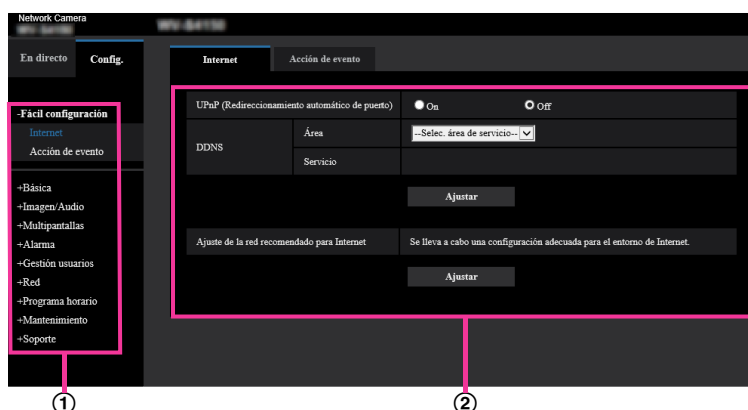 Network Camera
En directo Config.
Internet Acción de evento
-Fácil configuración
Internet
Acción de evento
+Básica
+Imagen/Audio
+Multipantallas
+Alarma
+Gestión usuarios
+Red
+Programa horario
+Mantenimiento
+Soporte
UPnP (Redireccionamiento automático de puerto) On Off
DDNS Área --Selec. área de servicio--
Servicio
Ajustar
Ajuste de la red recomendado para Internet Se lleva a cabo una configuración adecuada para el entorno de Internet.
Ajustar
① ②